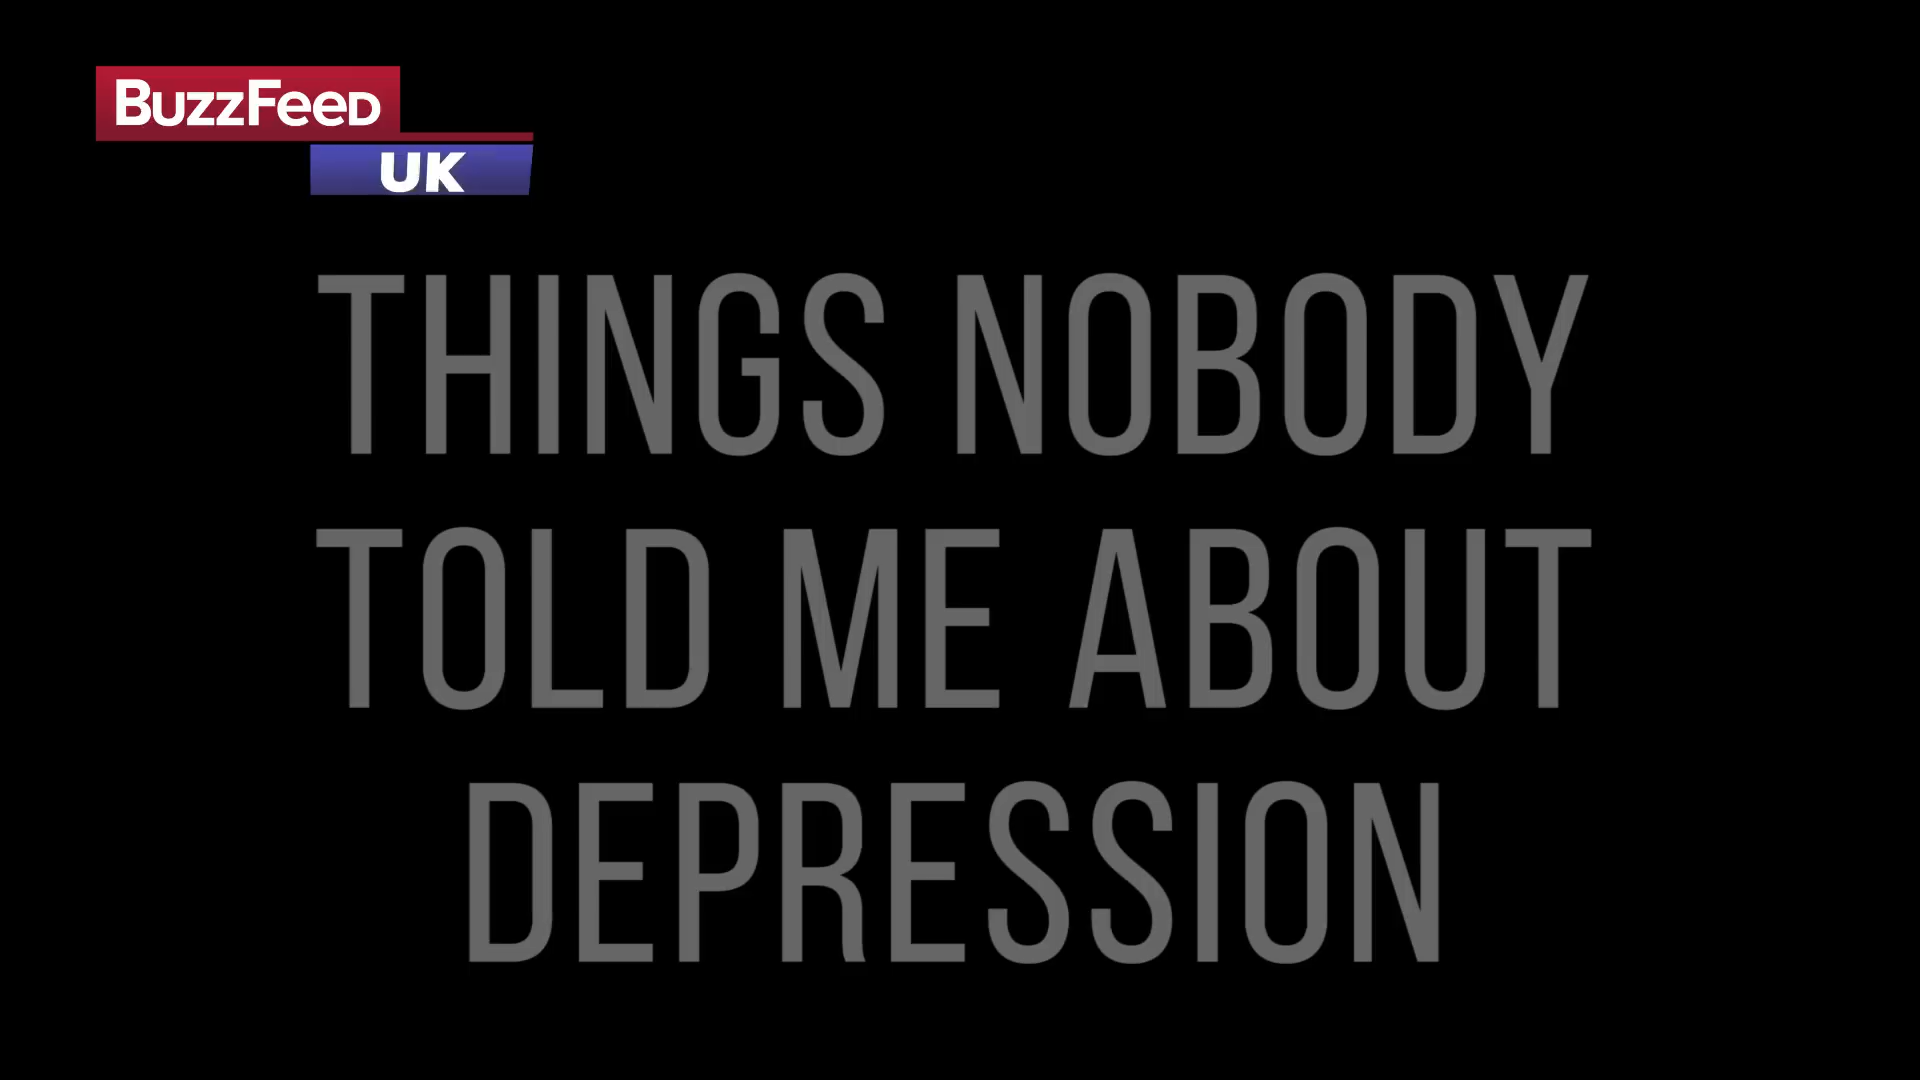 BuzzFeed
UK
THINGS NOBODY
TOLD ME ABOUT
DEPRESSION